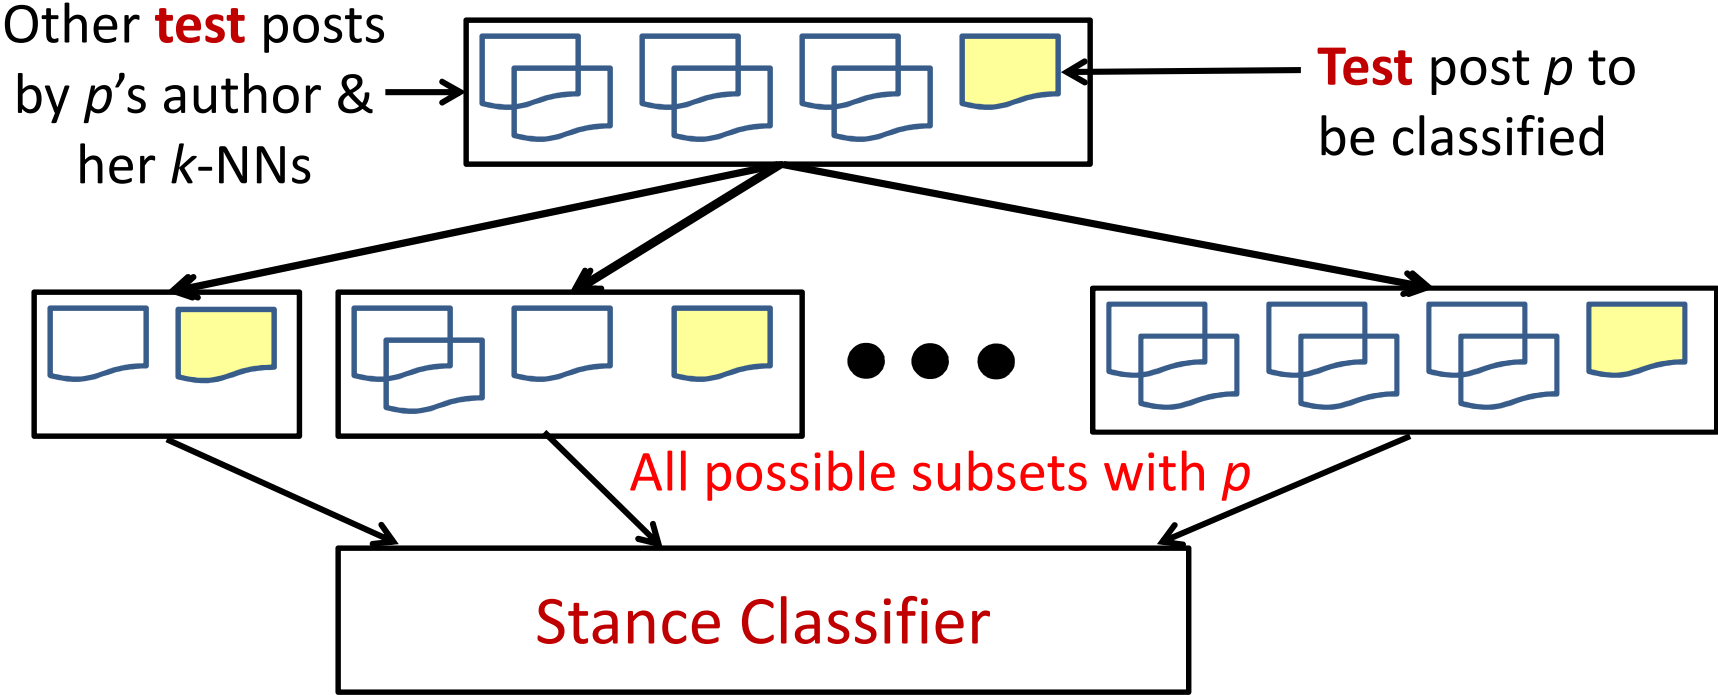 Other test posts
by p's author &
her k-NNs
Test post p to
be classified
All possible subsets with p
Stance Classifier